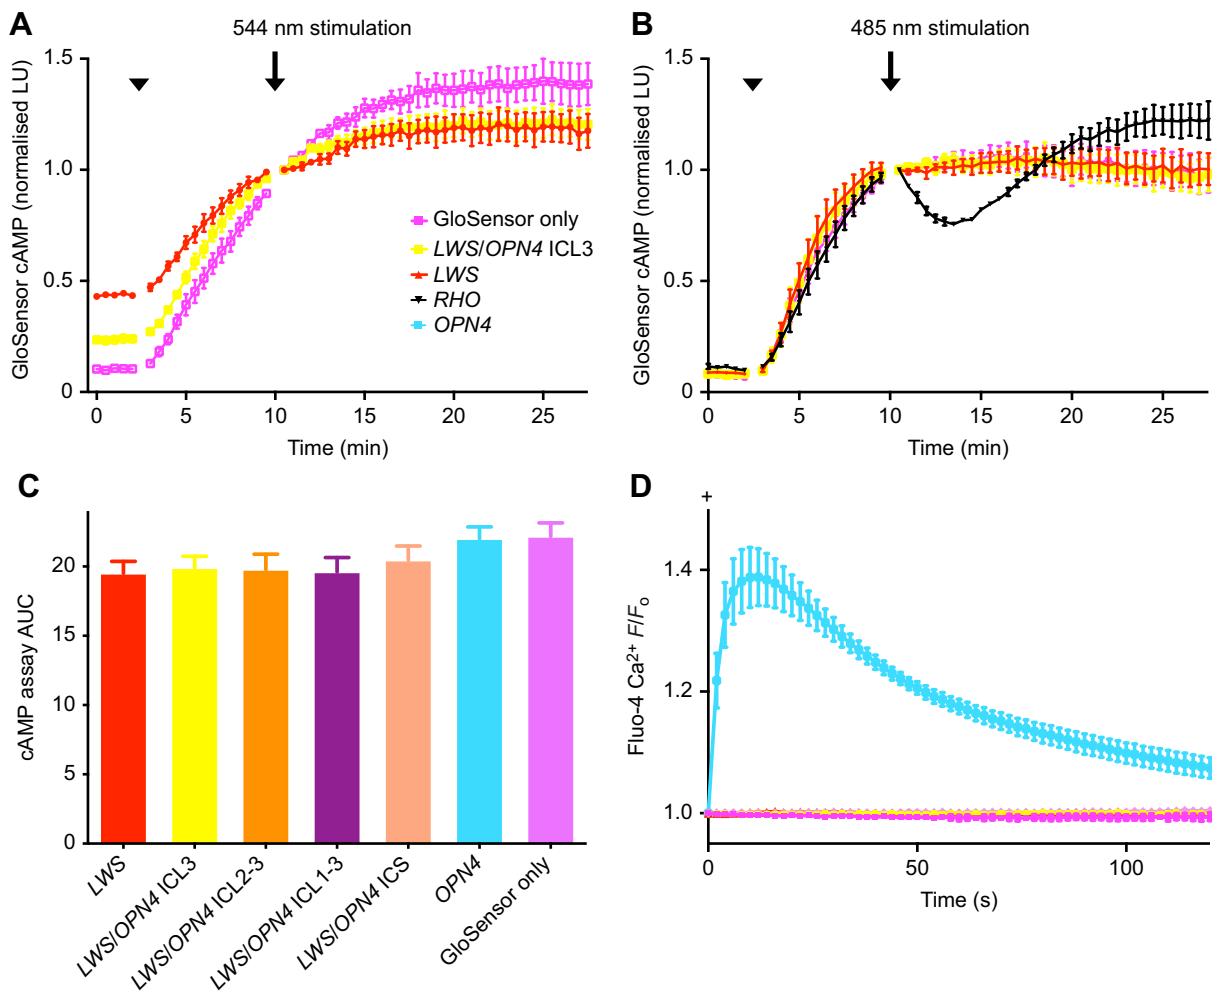 A
544 nm stimulation
GloSensor cAMP (normalised LU)
1.5
1.0
0.5
0
0 5 10 15 20 25
Time (min)
GloSensor only
LWS/OPN4 ICL3
LWS
RHO
OPN4
B
485 nm stimulation
GloSensor cAMP (normalised LU)
1.5
1.0
0.5
0
0 5 10 15 20 25
Time (min)
C
cAMP assay AUC
20
15
10
5
0
LWS
LWS/OPN4 ICL3
LWS/OPN4 ICL2-3
LWS/OPN4 ICL1-3
LWS/OPN4 ICS
OPN4
GloSensor only
D
+
Fluo-4 Ca²⁺ F/Fₒ
1.4
1.2
1.0
0 50 100
Time (s)